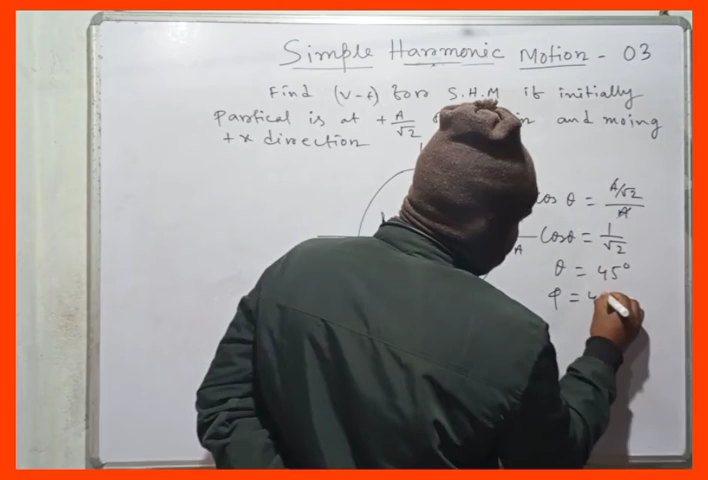 Simple Harmonic Motion - 03
Find (v-t) for S.H.M if initially
Partical is at + A/√2 and moing
+x direction
cos θ = A/√2 / A
A
cosθ = 1/√2
θ = 45°
φ = 4